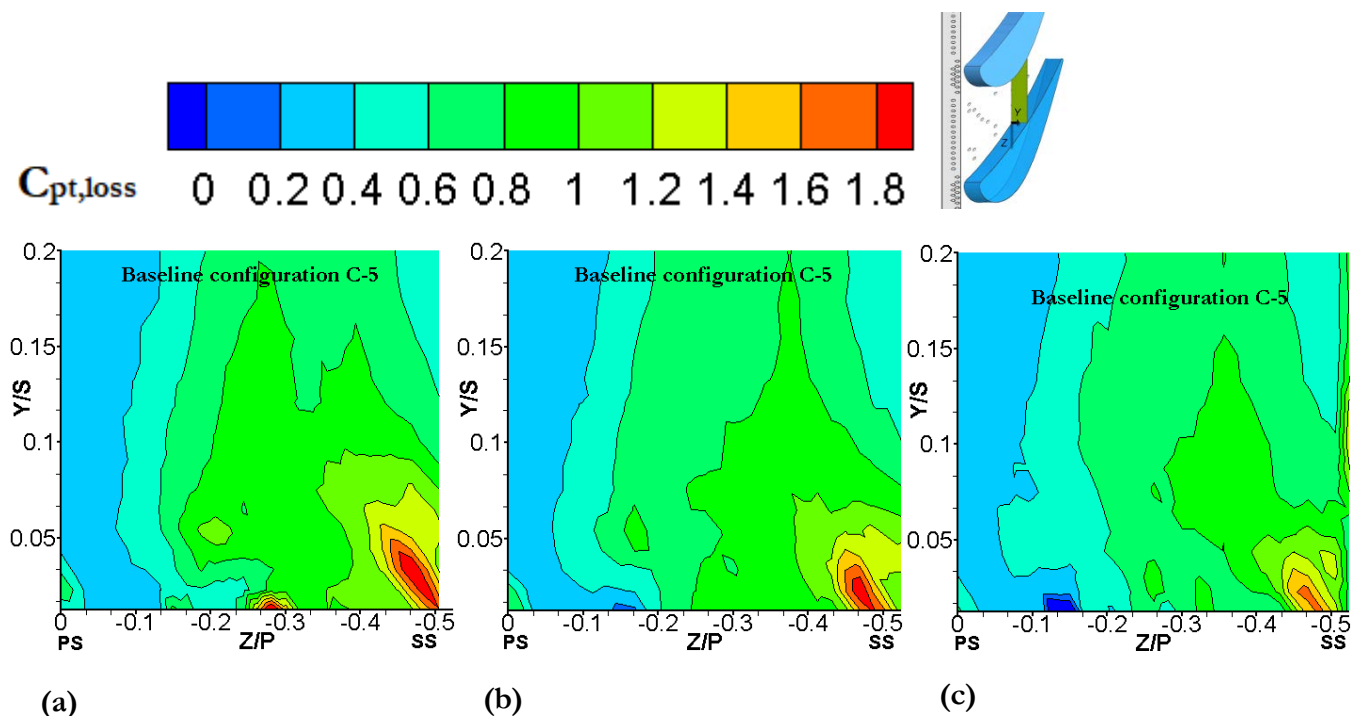 Y
Z
Cpt,loss 0 0.2 0.4 0.6 0.8 1 1.2 1.4 1.6 1.8
0.2
0.15
0.1
0.05
Y/S
Baseline configuration C-5
0 -0.1 -0.2 -0.3 -0.4 -0.5
PS Z/P SS
(a)
0.2
0.15
0.1
0.05
Y/S
Baseline configuration C-5
0 -0.1 -0.2 -0.3 -0.4 -0.5
PS Z/P SS
(b)
0.2
0.15
0.1
0.05
Y/S
Baseline configuration C-5
0 -0.1 -0.2 -0.3 -0.4 -0.5
PS Z/P SS
(c)